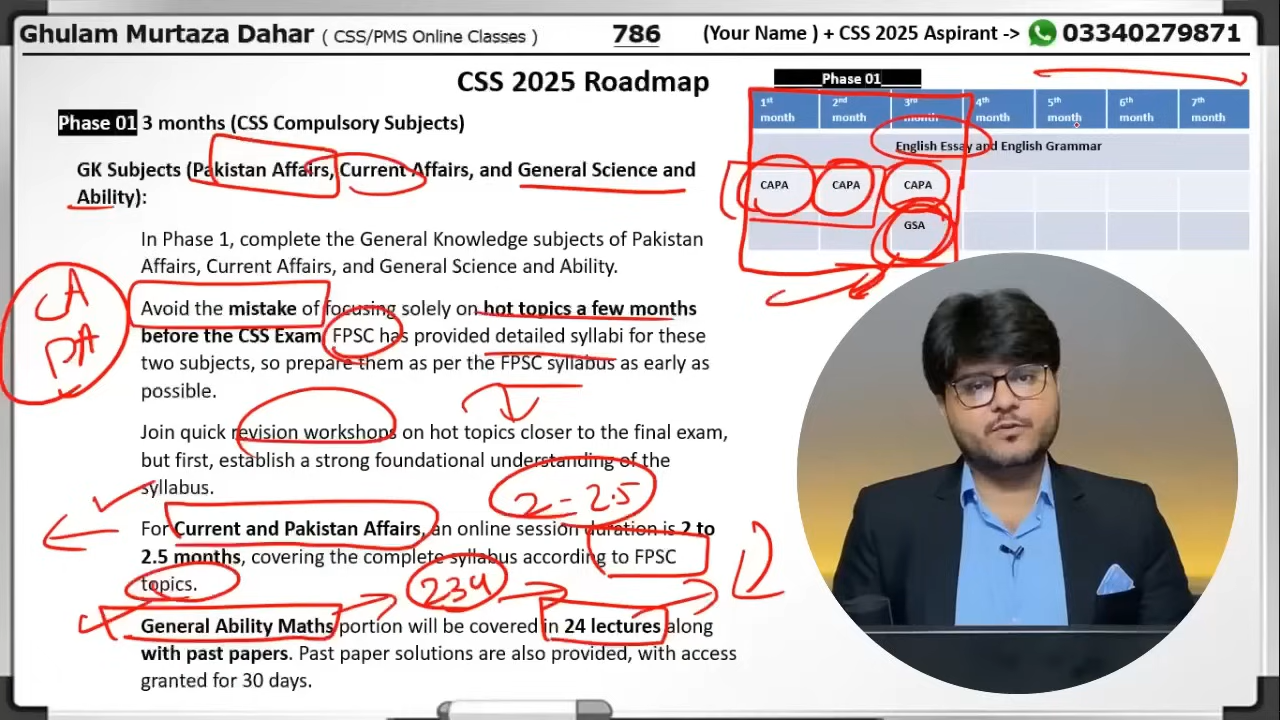 Ghulam Murtaza Dahar ( CSS/PMS Online Classes ) 786 (Your Name ) + CSS 2025 Aspirant -> 03340279871
CSS 2025 Roadmap
Phase 01
1st month 2nd month 3rd month 4th month 5th month 6th month 7th month
English Essay and English Grammar
CAPA CAPA CAPA
GSA
Phase 01 3 months (CSS Compulsory Subjects)
GK Subjects (Pakistan Affairs, Current Affairs, and General Science and
Ability):
In Phase 1, complete the General Knowledge subjects of Pakistan
Affairs, Current Affairs, and General Science and Ability.
CA
PA
Avoid the mistake of focusing solely on hot topics a few months
before the CSS Exam FPSC has provided detailed syllabi for these
two subjects, so prepare them as per the FPSC syllabus as early as
possible.
Join quick revision workshops on hot topics closer to the final exam,
but first, establish a strong foundational understanding of the
syllabus.
2 = 2.5
For Current and Pakistan Affairs, an online session duration is 2 to
2.5 months, covering the complete syllabus according to FPSC
topics.
234
General Ability Maths portion will be covered in 24 lectures along
with past papers. Past paper solutions are also provided, with access
granted for 30 days.